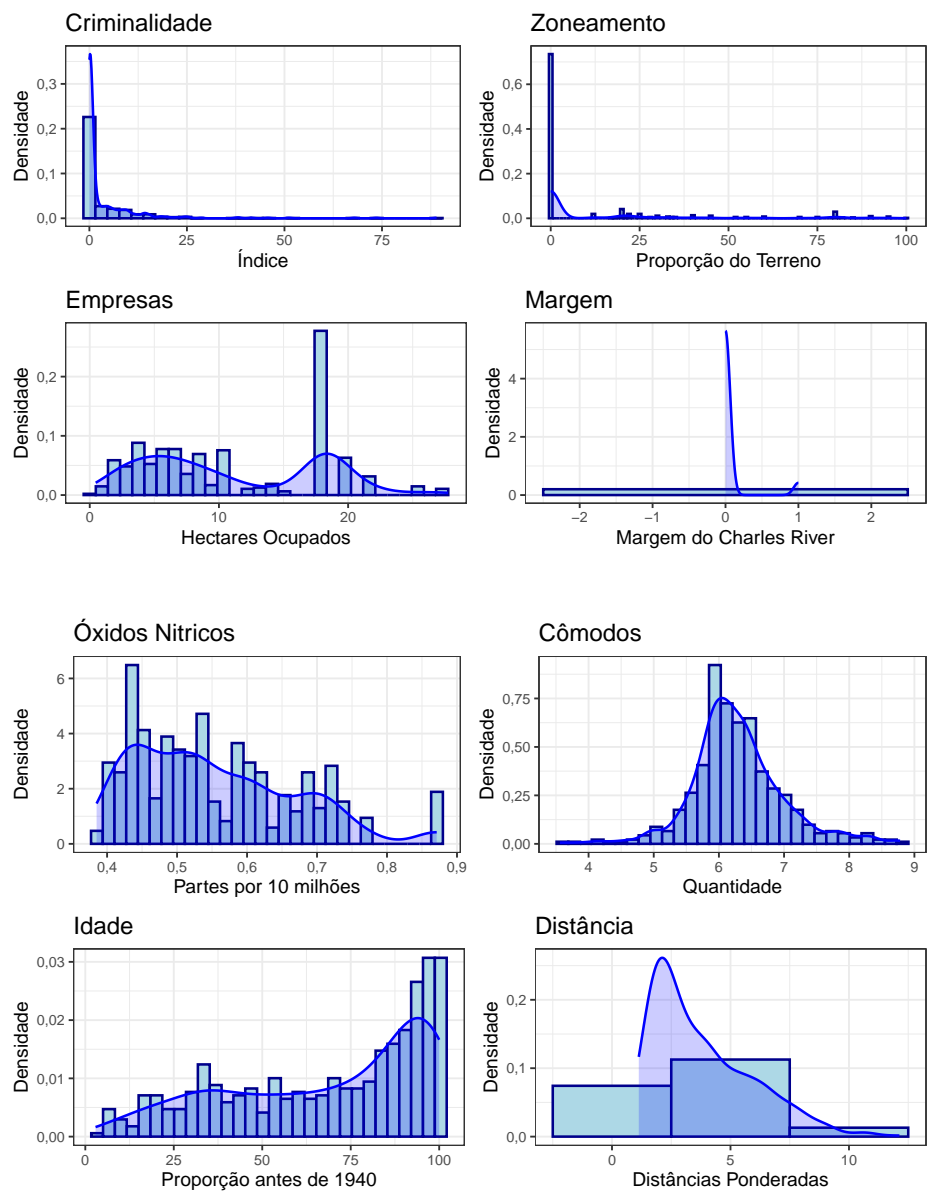 Criminalidade
Densidade
0,3
0,2
0,1
0,0
0 25 50 75
Índice
Zoneamento
Densidade
0,6
0,4
0,2
0,0
0 25 50 75 100
Proporção do Terreno
Empresas
Densidade
0,2
0,1
0,0
0 20
Hectares Ocupados
Margem
Densidade
4
2
0
−2 −1 0 1 2
Margem do Charles River
Óxidos Nitricos
Densidade
6
4
2
0
0,4 0,5 0,6 0,7 0,8 0,9
Partes por 10 milhões
Cômodos
Densidade
0,75
0,50
0,25
0,00
4 5 6 7 8 9
Quantidade
Idade
Densidade
0,03
0,02
0,01
0,00
0 25 50 75 100
Proporção antes de 1940
Distância
Densidade
0,2
0,1
0,0
0 5 10
Distâncias Ponderadas